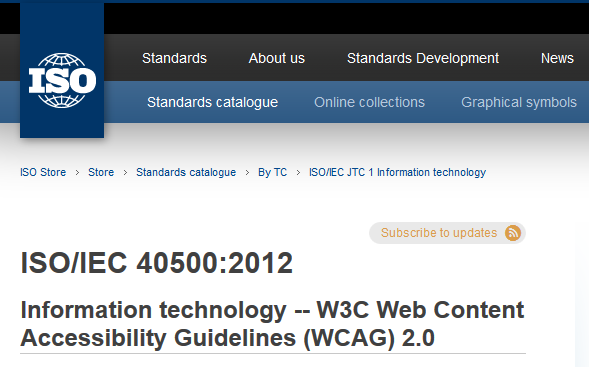 Standards About us Standards Development News
ISO
Standards catalogue Online collections Graphical symbols
ISO Store > Store > Standards catalogue > By TC > ISO/IEC JTC 1 Information technology
Subscribe to updates
ISO/IEC 40500:2012
Information technology -- W3C Web Content
Accessibility Guidelines (WCAG) 2.0